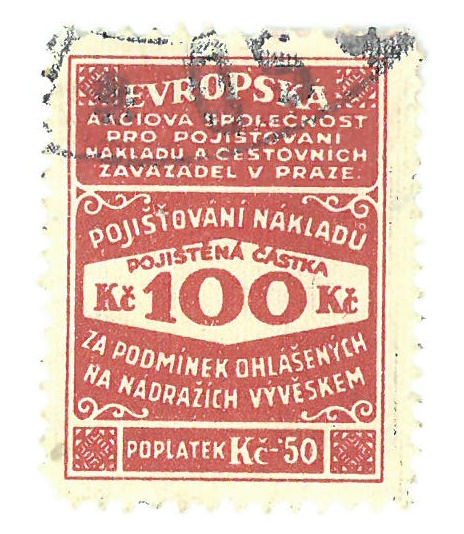 EVROPSKÁ
AKCIOVÁ SPOLEČNOST
PRO POJIŠŤOVÁNÍ
NÁKLADŮ A CESTOVNÍCH
ZAVAZADEL V PRAZE.
POJIŠŤOVÁNÍ NÁKLADŮ
POJIŠTĚNÁ ČÁSTKA
Kč 100 Kč
ZA PODMÍNEK OHLÁŠENÝCH
NA NÁDRAŽÍCH VÝVĚSKEM
POPLATEK Kč-·50